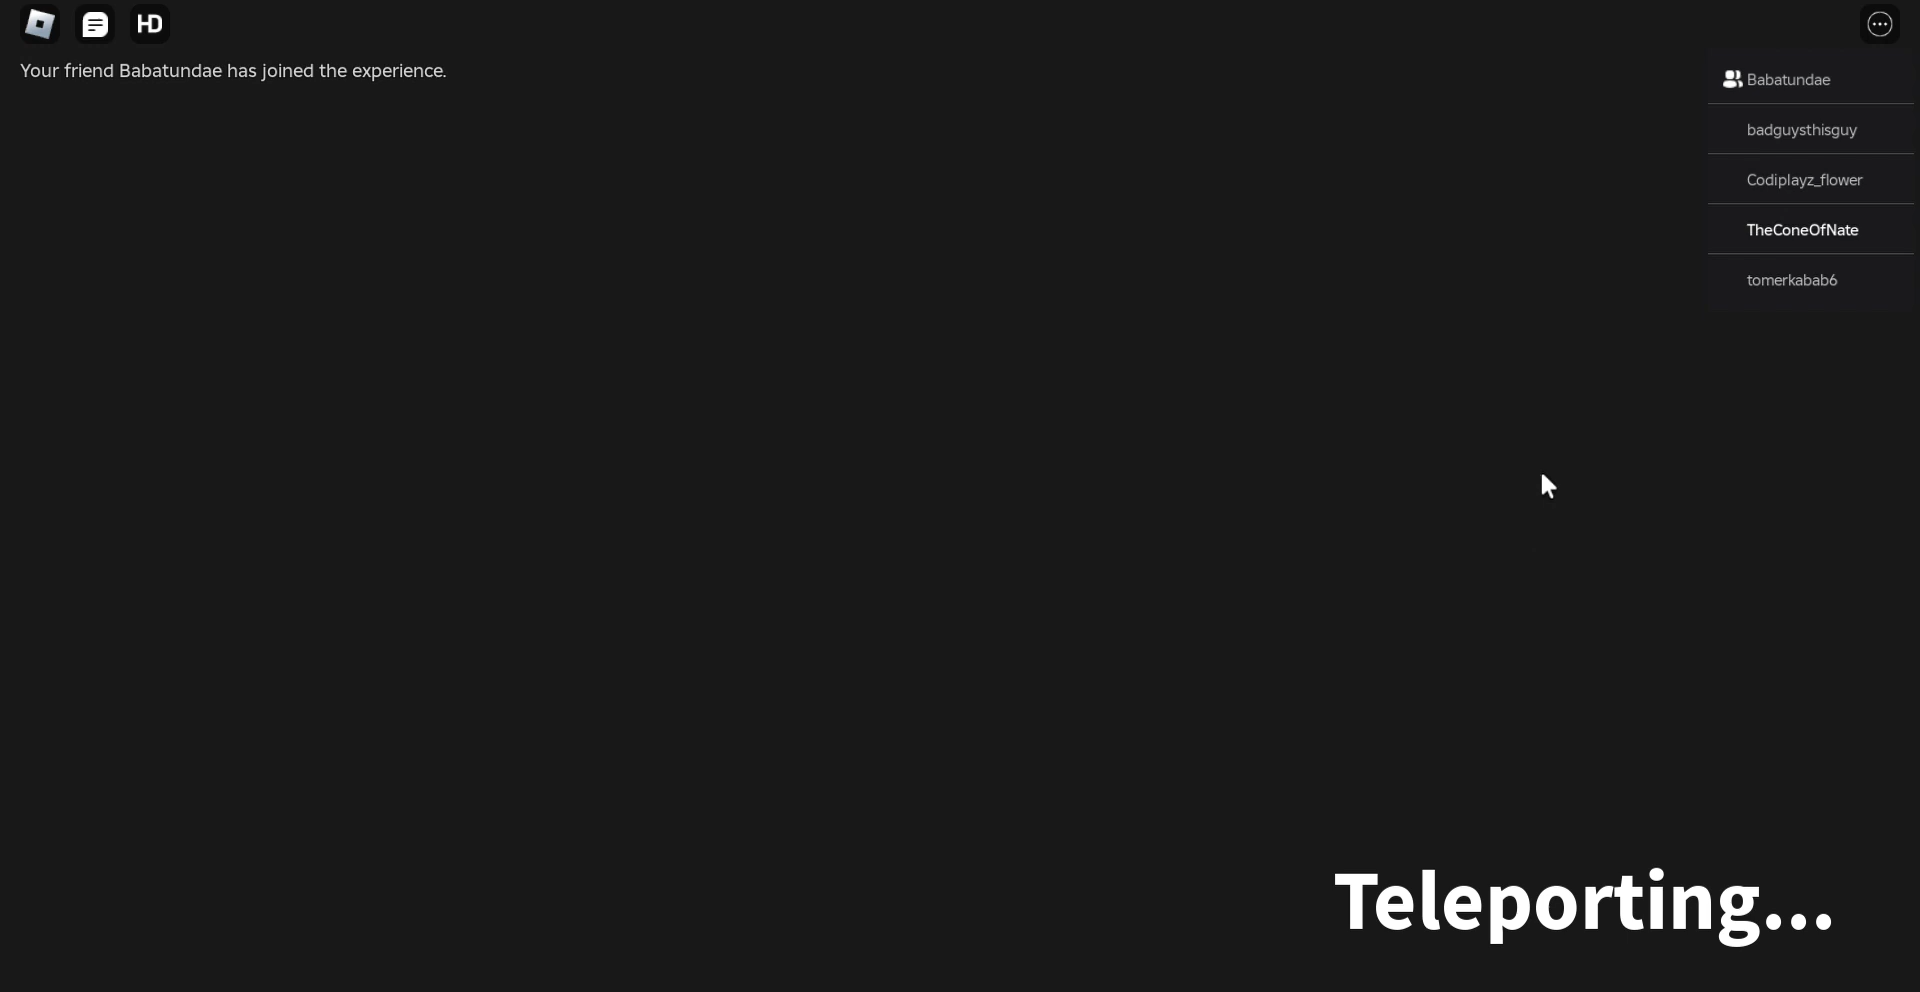 HD
Your friend Babatundae has joined the experience.
Babatundae
badguysthisguy
Codiplayz_flower
TheConeOfNate
tomerkabab6
Teleporting...